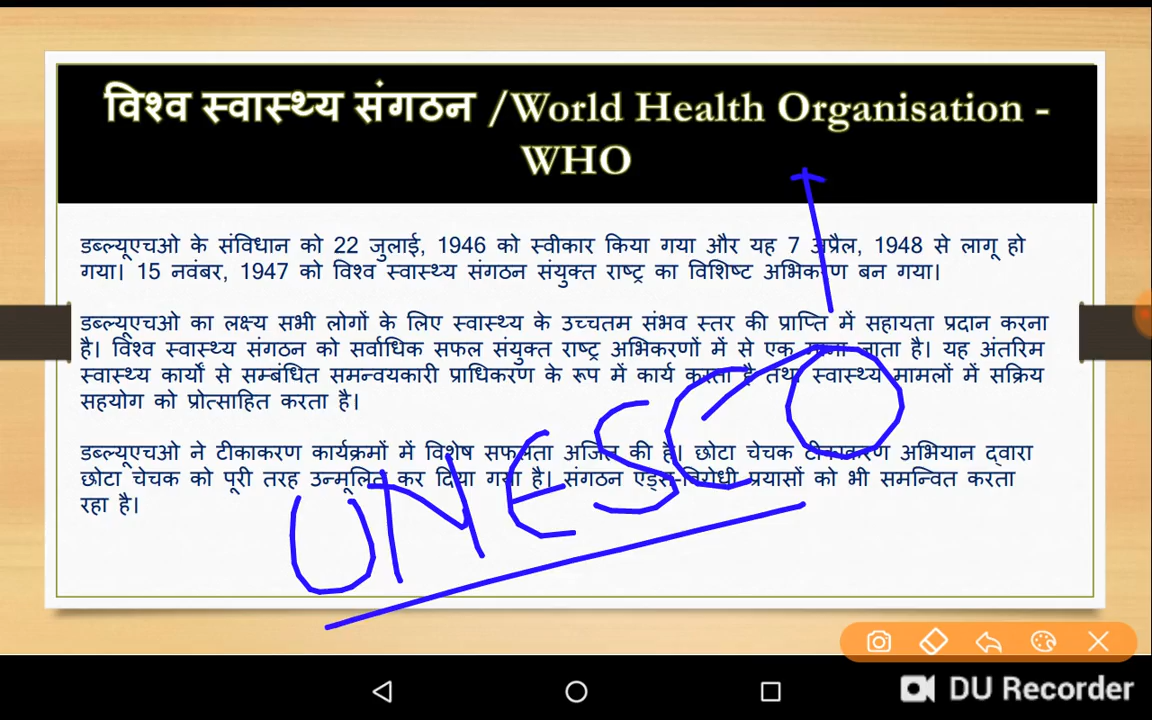 विश्व स्वास्थ्य संगठन /World Health Organisation -
WHO
डब्ल्यूएचओ के संविधान को 22 जुलाई, 1946 को स्वीकार किया गया और यह 7 अप्रैल, 1948 से लागू हो
गया। 15 नवंबर, 1947 को विश्व स्वास्थ्य संगठन संयुक्त राष्ट्र का विशिष्ट अभिकरण बन गया।
डब्ल्यूएचओ का लक्ष्य सभी लोगों के लिए स्वास्थ्य के उच्चतम संभव स्तर की प्राप्ति में सहायता प्रदान करना
है। विश्व स्वास्थ्य संगठन को सर्वाधिक सफल संयुक्त राष्ट्र अभिकरणों में से एक माना जाता है। यह अंतरिम
स्वास्थ्य कार्यों से सम्बंधित समन्वयकारी प्राधिकरण के रूप में कार्य करता है तथा स्वास्थ्य मामलों में सक्रिय
सहयोग को प्रोत्साहित करता है।
डब्ल्यूएचओ ने टीकाकरण कार्यक्रमों में विशेष सफलता अर्जित की है। छोटा चेचक टीकाकरण अभियान द्वारा
छोटा चेचक को पूरी तरह उन्मूलित कर दिया गया है। संगठन एड्स-विरोधी प्रयासों को भी समन्वित करता
रहा है।
UNESCO
DU Recorder